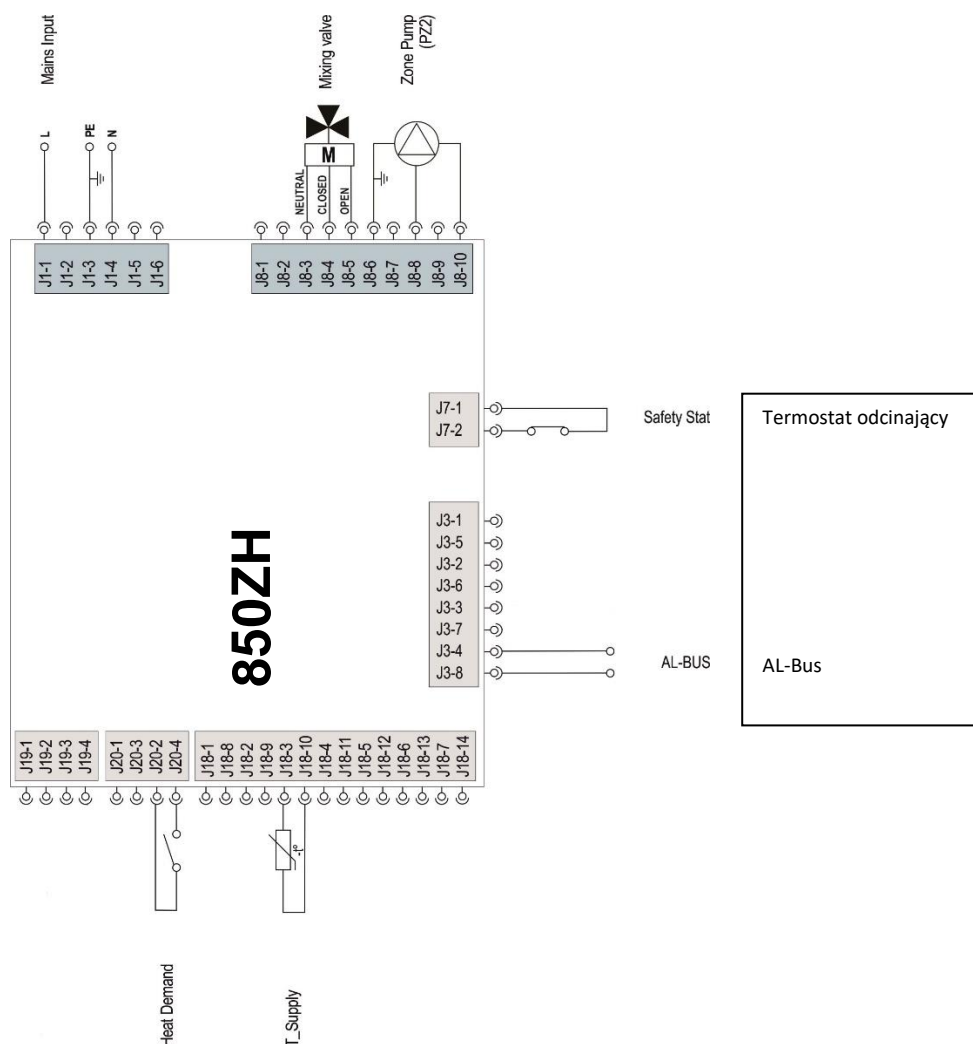 Mains Input
L
PE
N
Mixing valve
M
NEUTRAL
CLOSED
OPEN
Zone Pump
(PZ2)
J1-1
J1-2
J1-3
J1-4
J1-5
J1-6
J8-1
J8-2
J8-3
J8-4
J8-5
J8-6
J8-7
J8-8
J8-9
J8-10
J7-1
J7-2
Safety Stat
Termostat odcinający
J3-1
J3-5
J3-2
J3-6
J3-3
J3-7
J3-4
J3-8
AL-BUS
AL-Bus
850ZH
J19-1
J19-2
J19-3
J19-4
J20-1
J20-3
J20-2
J20-4
J18-1
J18-8
J18-2
J18-9
J18-3
J18-10
J18-4
J18-11
J18-5
J18-12
J18-6
J18-13
J18-7
J18-14
-t°
Heat Demand
T_Supply